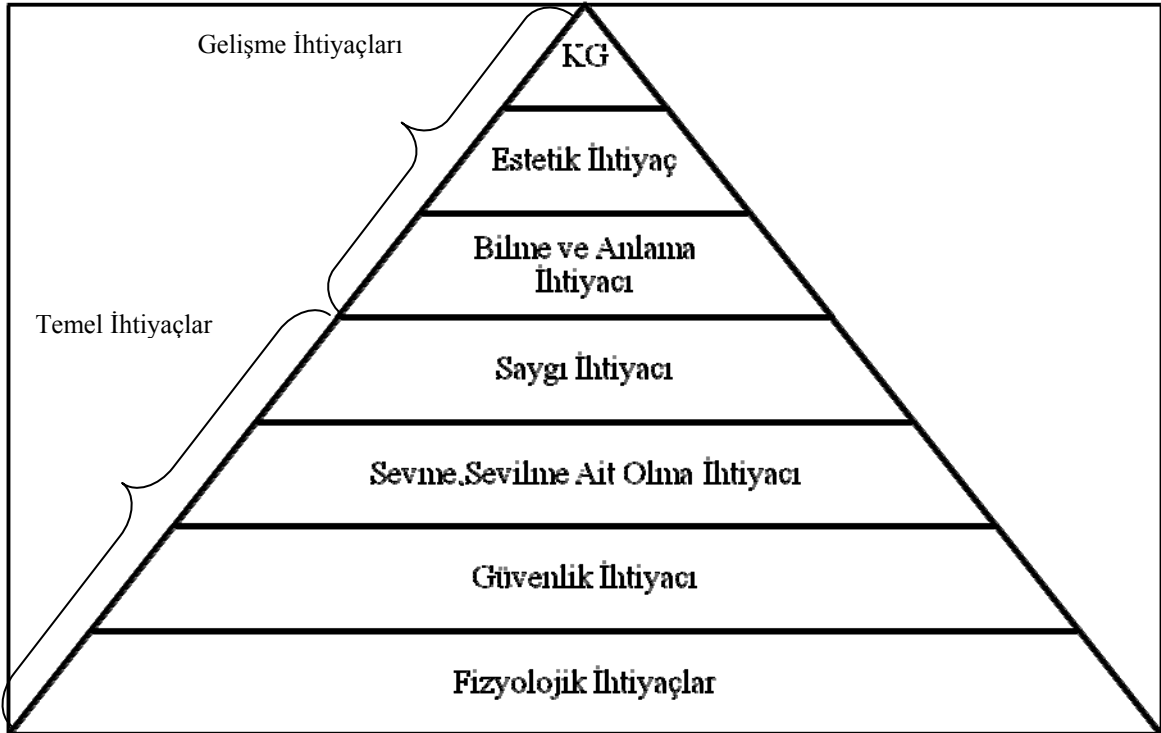 Gelişme İhtiyaçları
KG
Estetik İhtiyaç
Bilme ve Anlama
İhtiyacı
Temel İhtiyaçlar
Saygı İhtiyacı
Sevme,Sevilme Ait Olma İhtiyacı
Güvenlik İhtiyacı
Fizyolojik İhtiyaçlar